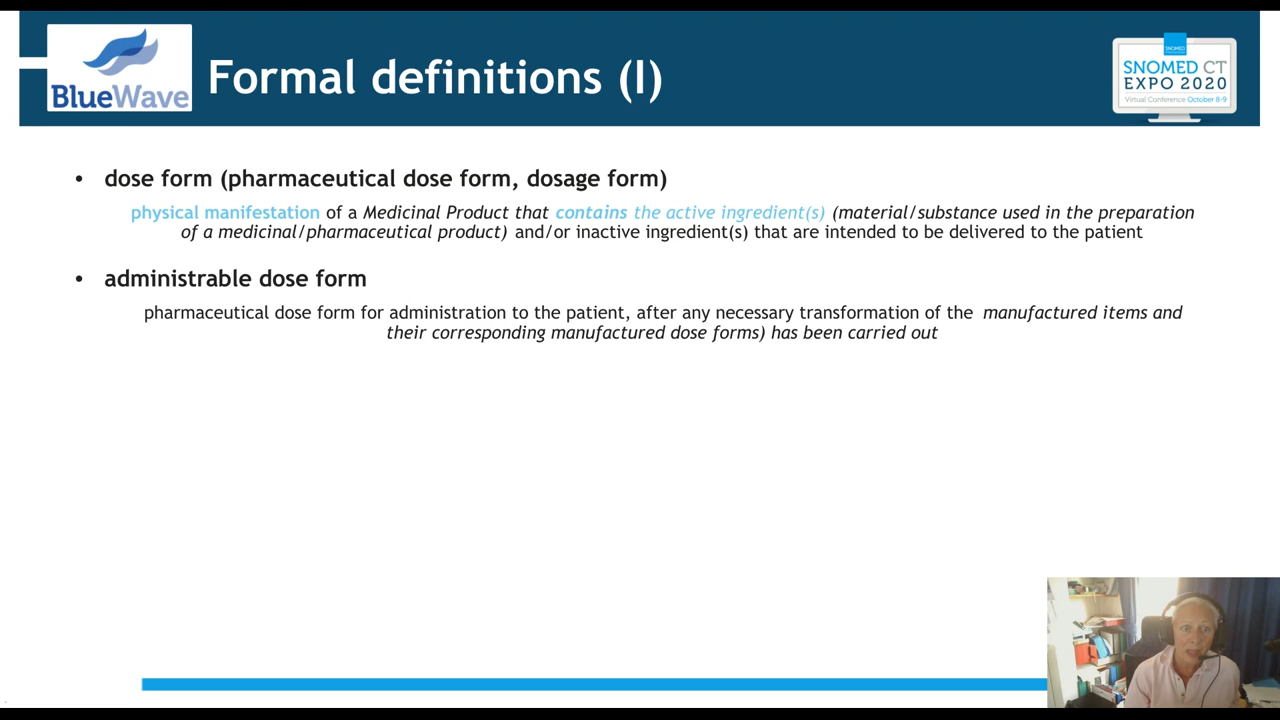 BlueWave
Formal definitions (I)
SNOMED
SNOMED CT
EXPO 2020
Virtual Conference October 8-9
• dose form (pharmaceutical dose form, dosage form)
physical manifestation of a Medicinal Product that contains the active ingredient(s) (material/substance used in the preparation
of a medicinal/pharmaceutical product) and/or inactive ingredient(s) that are intended to be delivered to the patient
• administrable dose form
pharmaceutical dose form for administration to the patient, after any necessary transformation of the manufactured items and
their corresponding manufactured dose forms) has been carried out